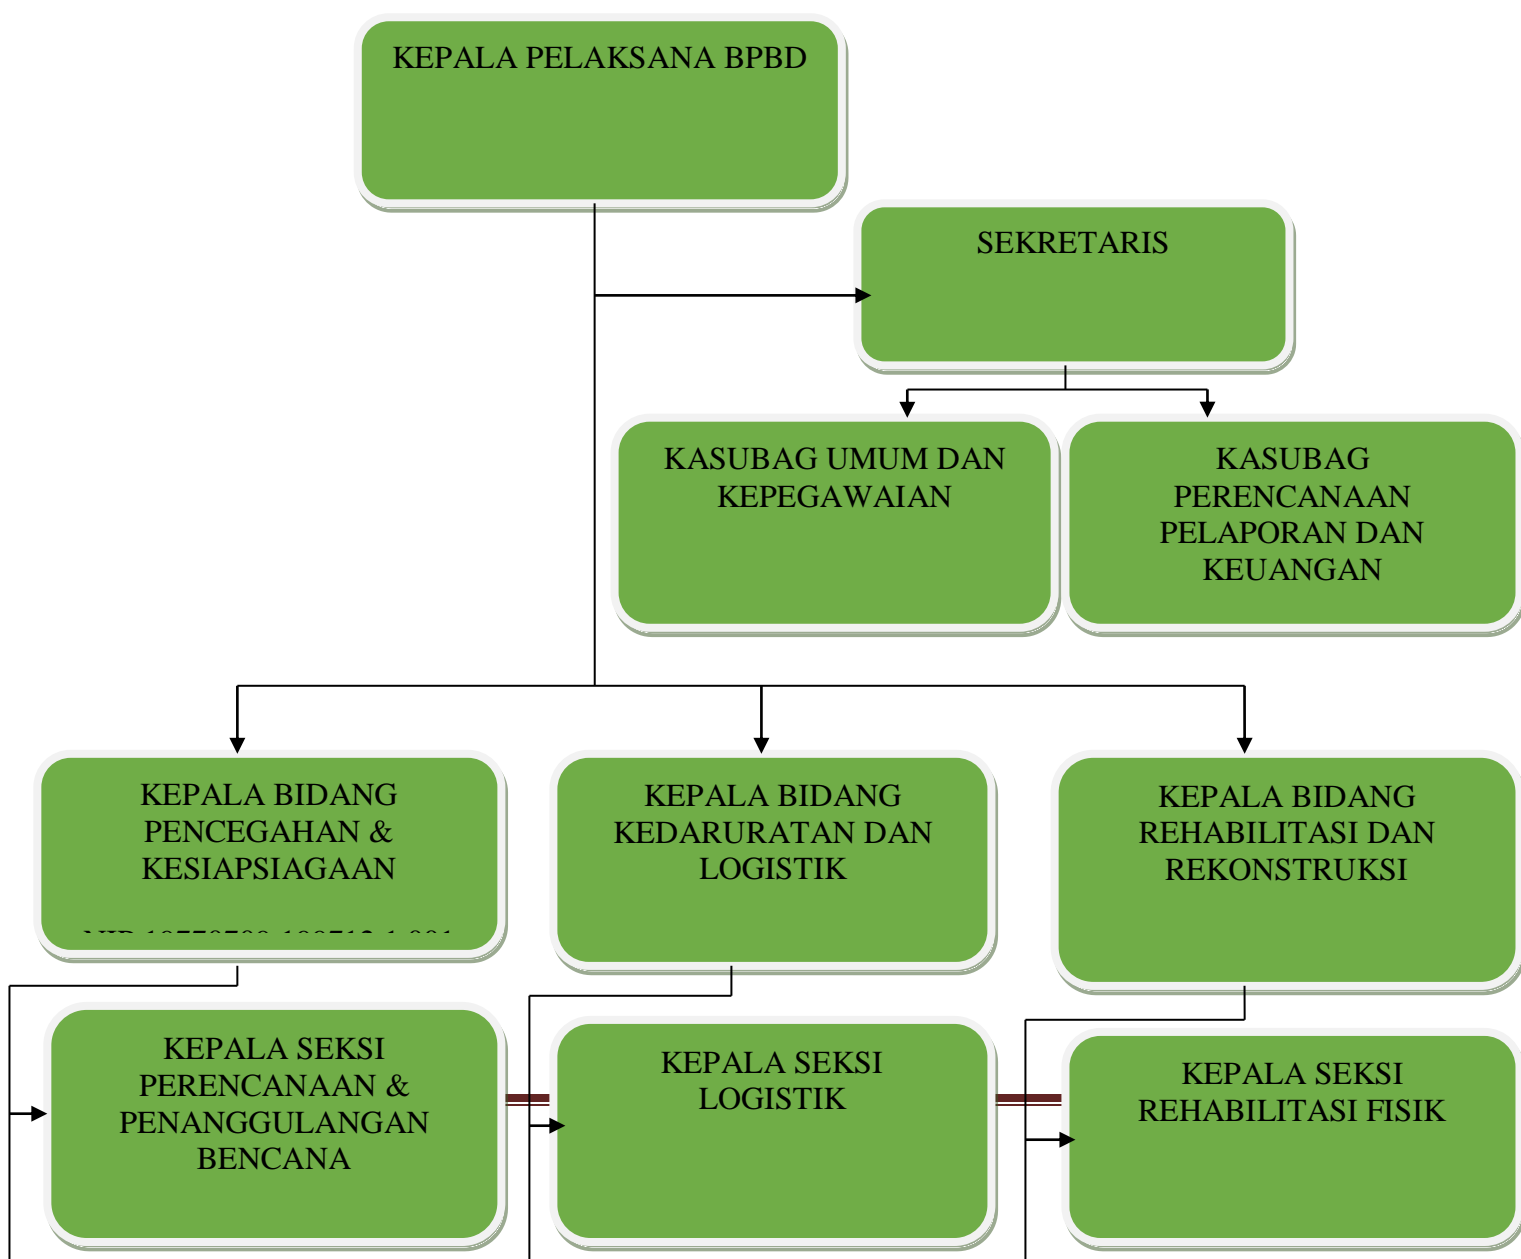 KEPALA PELAKSANA BPBD
SEKRETARIS
KASUBAG UMUM DAN
KEPEGAWAIAN
KASUBAG
PERENCANAAN
PELAPORAN DAN
KEUANGAN
KEPALA BIDANG
PENCEGAHAN &
KESIAPSIAGAAN
KEPALA BIDANG
KEDARURATAN DAN
LOGISTIK
KEPALA BIDANG
REHABILITASI DAN
REKONSTRUKSI
KEPALA SEKSI
PERENCANAAN &
PENANGGULANGAN
BENCANA
KEPALA SEKSI
LOGISTIK
KEPALA SEKSI
REHABILITASI FISIK